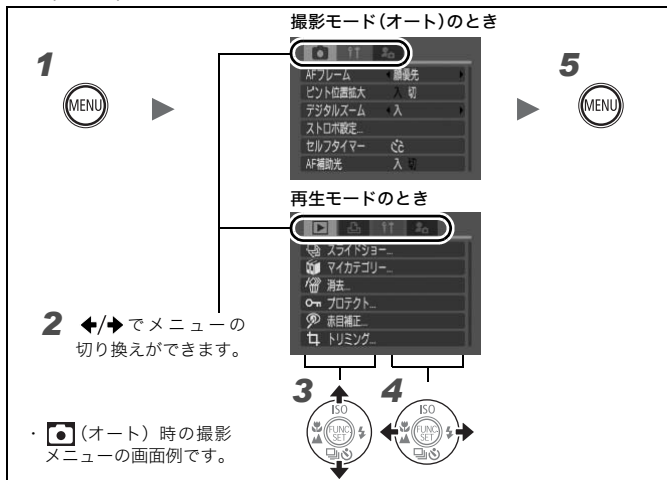 撮影モード（オート）のとき
1
MENU
AFフレーム 顔優先
ピント位置拡大 入 切
デジタルズーム 入
ストロボ設定...
セルフタイマー
AF補助光 入 切
5
MENU
再生モードのとき
スライドショー...
マイカテゴリー...
消去...
プロテクト...
赤目補正...
トリミング...
2 ←/→でメニューの
切り換えができます。
3
ISO
FUNC.
SET
4
ISO
FUNC.
SET
・（オート）時の撮影
メニューの画面例です。